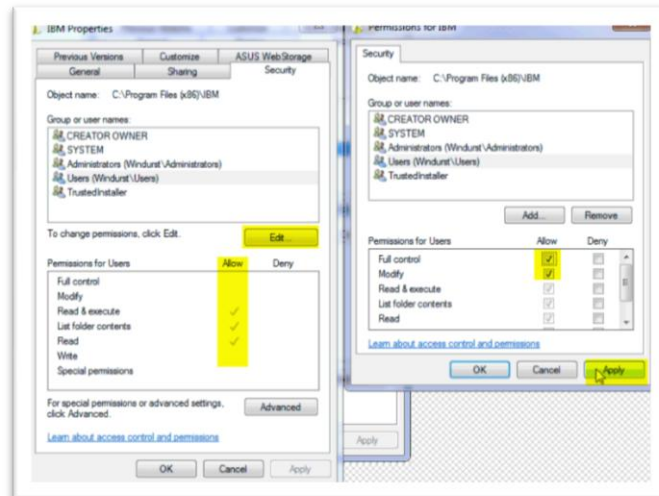 IBM Properties
Previous Versions Customize ASUS WebStorage
General Sharing Security
Object name: C:\Program Files (x86)\IBM
Group or user names:
CREATOR OWNER
SYSTEM
Administrators (Windurst\Administrators)
Users (Windurst\Users)
TrustedInstaller
To change permissions, click Edit.
Edit...
Permissions for Users Allow Deny
Full control
Modify
Read & execute
List folder contents
Read
Write
Special permissions
For special permissions or advanced settings,
click Advanced.
Advanced
Learn about access control and permissions
OK Cancel Apply
Permissions for IBM
Security
Object name: C:\Program Files (x86)\IBM
Group or user names:
CREATOR OWNER
SYSTEM
Administrators (Windurst\Administrators)
Users (Windurst\Users)
TrustedInstaller
Add... Remove
Permissions for Users Allow Deny
Full control
Modify
Read & execute
List folder contents
Read
Learn about access control and permissions
OK Cancel Apply
Apply